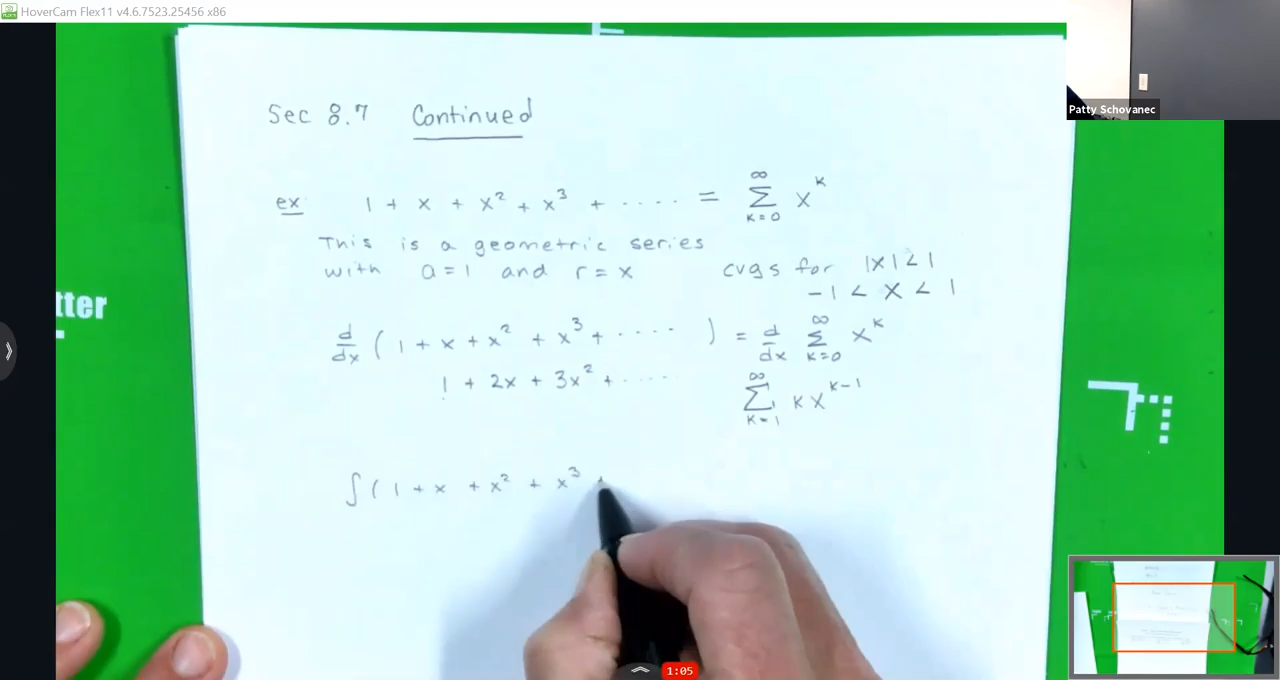 HoverCam Flex11 v4.6.7523.25456 x86
Patty Schovanec
Sec 8.7 Continued
ex: 1 + x + x² + x³ + ..... = ∞ Σ k=0 x^k
This is a geometric series
with a=1 and r=x cvgs for |x|<1
-1 < x < 1
tter
d/dx (1 + x + x² + x³ + .... ) = d/dx ∞ Σ k=0 x^k
1 + 2x + 3x² + ..... ∞ Σ k=1 kx^k-1
∫(1 + x + x² + x³ +
1:05